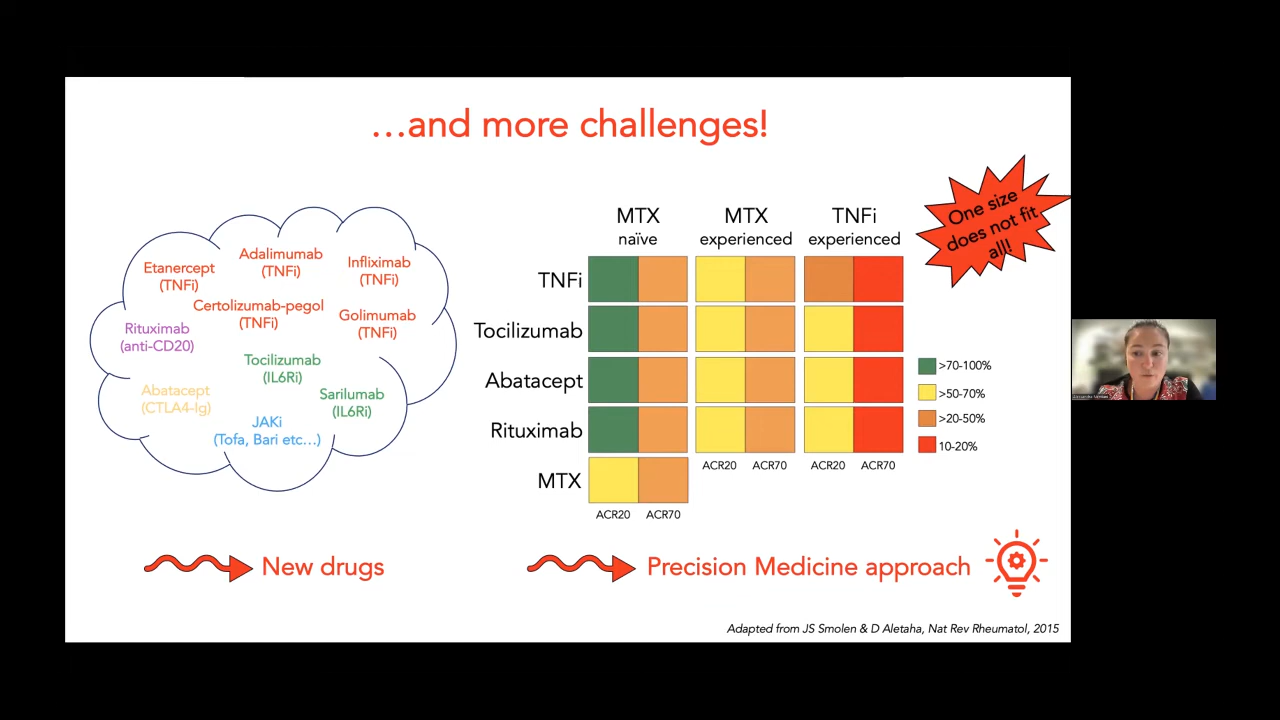 ...and more challenges!
One size
does not fit
all!
Etanercept
(TNFi)
Adalimumab
(TNFi)
Infliximab
(TNFi)
Certolizumab-pegol
(TNFi)
Golimumab
(TNFi)
Rituximab
(anti-CD20)
Tocilizumab
(IL6Ri)
Abatacept
(CTLA4-Ig)
Sarilumab
(IL6Ri)
JAKi
(Tofa, Bari etc...)
MTX
naïve
MTX
experienced
TNFi
experienced
TNFi
Tocilizumab
Abatacept
Rituximab
MTX
ACR20 ACR70
ACR20 ACR70
ACR20 ACR70
>70-100%
>50-70%
>20-50%
10-20%
New drugs
Precision Medicine approach
Adapted from JS Smolen & D Aletaha, Nat Rev Rheumatol, 2015